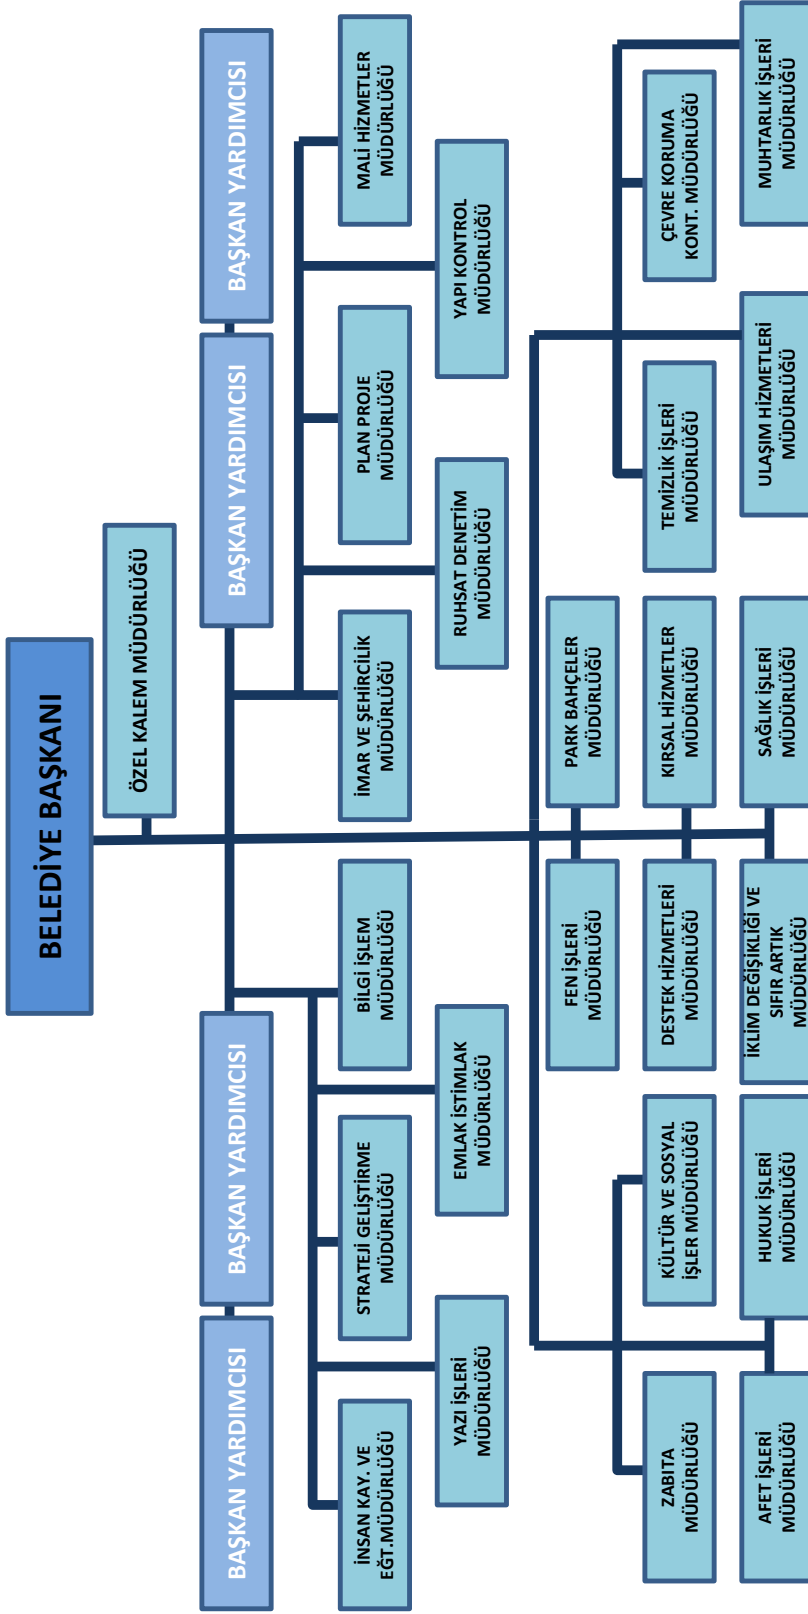 BELEDİYE BAŞKANI
ÖZEL KALEM MÜDÜRLÜĞÜ
BAŞKAN YARDIMCISI
BAŞKAN YARDIMCISI
BAŞKAN YARDIMCISI
BAŞKAN YARDIMCISI
İNSAN KAY. VE
EĞT.MÜDÜRLÜĞÜ
STRATEJİ GELİŞTİRME
MÜDÜRLÜĞÜ
BİLGİ İŞLEM
MÜDÜRLÜĞÜ
İMAR VE ŞEHİRCİLİK
MÜDÜRLÜĞÜ
PLAN PROJE
MÜDÜRLÜĞÜ
MALİ HİZMETLER
MÜDÜRLÜĞÜ
YAZI İŞLERİ
MÜDÜRLÜĞÜ
EMLAK İSTİMLAK
MÜDÜRLÜĞÜ
RUHSAT DENETİM
MÜDÜRLÜĞÜ
YAPI KONTROL
MÜDÜRLÜĞÜ
FEN İŞLERİ
MÜDÜRLÜĞÜ
PARK BAHÇELER
MÜDÜRLÜĞÜ
ZABITA
MÜDÜRLÜĞÜ
KÜLTÜR VE SOSYAL
İŞLER MÜDÜRLÜĞÜ
DESTEK HİZMETLERİ
MÜDÜRLÜĞÜ
KIRSAL HİZMETLER
MÜDÜRLÜĞÜ
TEMİZLİK İŞLERİ
MÜDÜRLÜĞÜ
ÇEVRE KORUMA
KONT. MÜDÜRLÜĞÜ
AFET İŞLERİ
MÜDÜRLÜĞÜ
HUKUK İŞLERİ
MÜDÜRLÜĞÜ
İKLİM DEĞİŞİKLİĞİ VE
SIFIR ARTIK
MÜDÜRLÜĞÜ
SAĞLIK İŞLERİ
MÜDÜRLÜĞÜ
ULAŞIM HİZMETLERİ
MÜDÜRLÜĞÜ
MUHTARLIK İŞLERİ
MÜDÜRLÜĞÜ